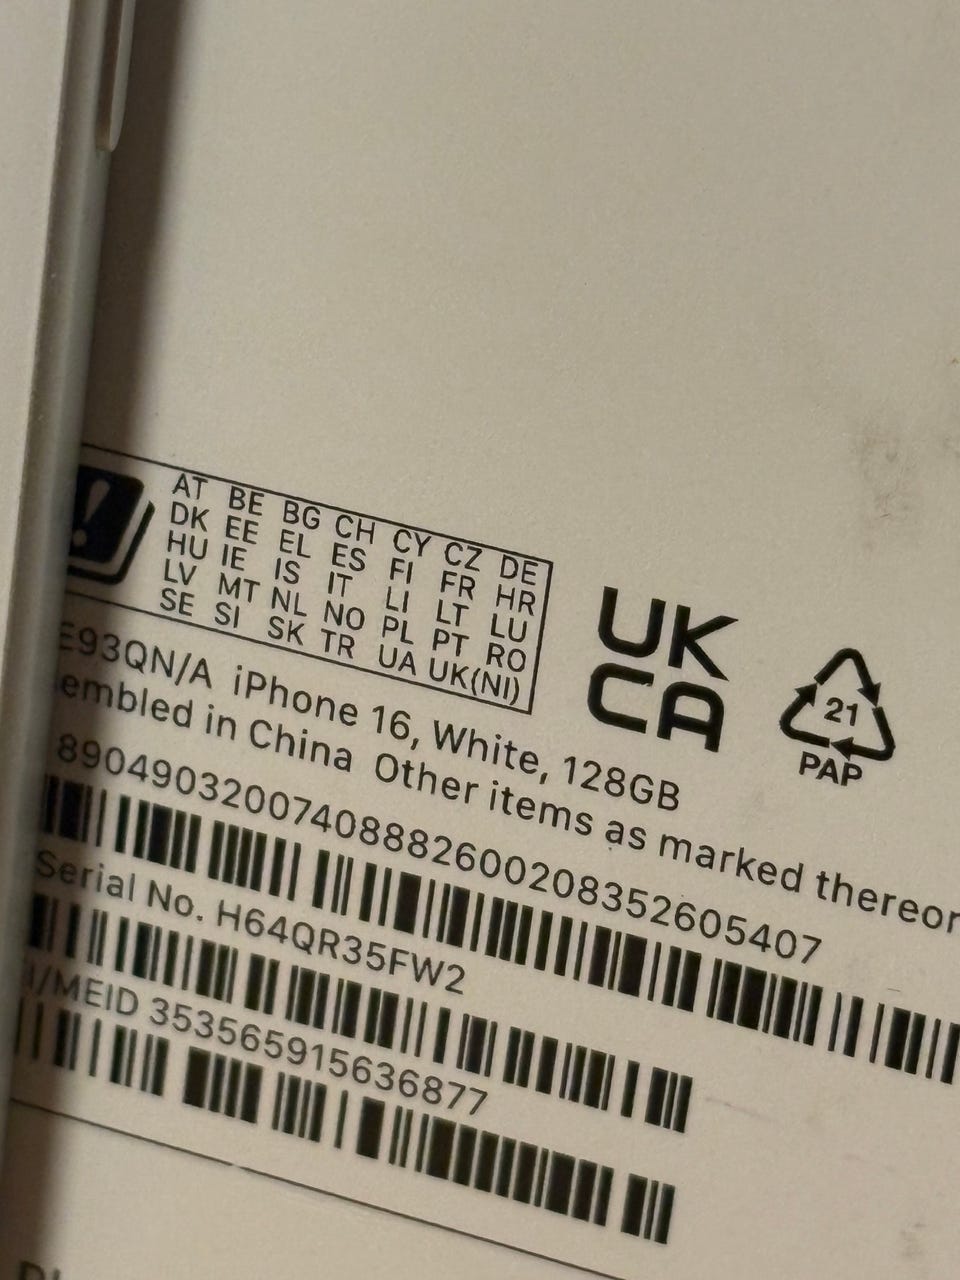 AT BE BG CH CY CZ DE
DK EE EL ES FI FR HR
HU IE IS IT LI LT LU
LV MT NL NO PL PT RO
SE SI SK TR UA UK(NI)
UK
CA
21
PAP
E93QN/A iPhone 16, White, 128GB
embled in China Other items as marked thereon
89049032007408882600208352605407
Serial No. H64QR35FW2
I/MEID 353565915636877